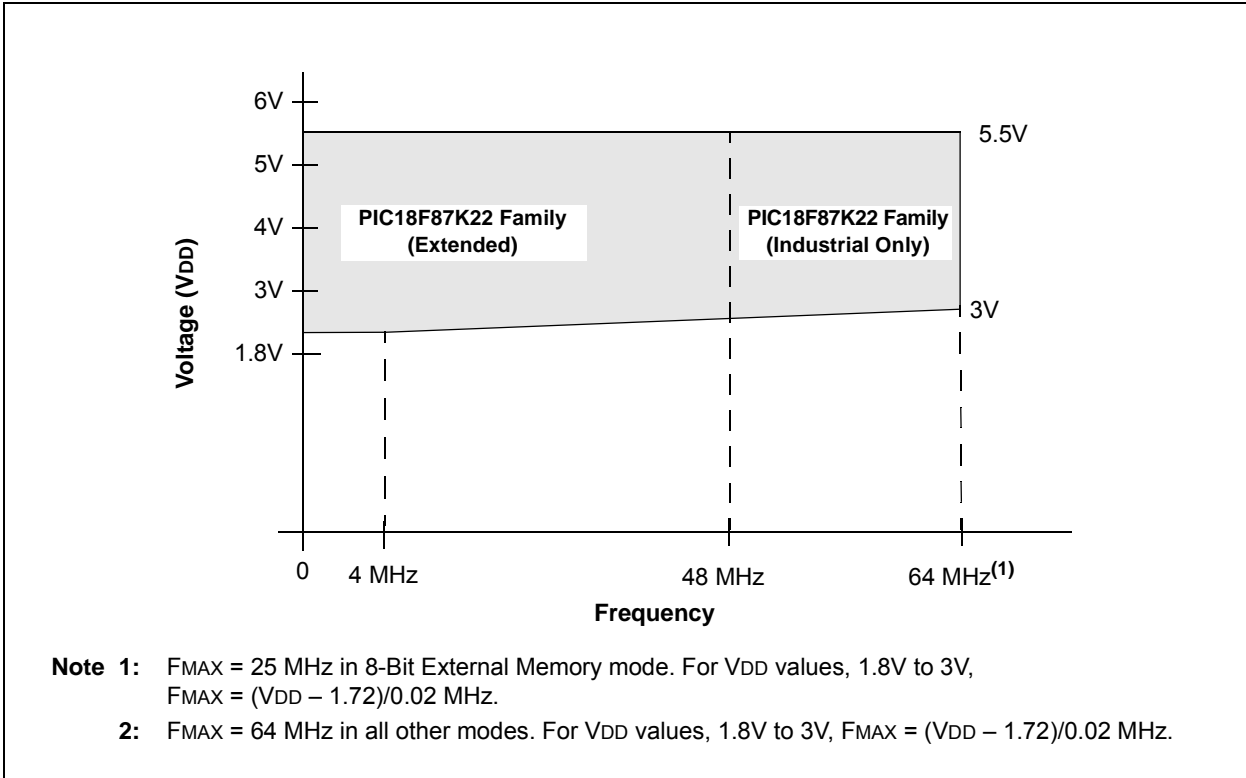 6V
5.5V
5V
PIC18F87K22 Family
(Extended)
PIC18F87K22 Family
(Industrial Only)
4V
Voltage (VDD)
3V
3V
1.8V
0
4 MHz
48 MHz
64 MHz(1)
Frequency
Note 1: FMAX = 25 MHz in 8-Bit External Memory mode. For VDD values, 1.8V to 3V,
FMAX = (VDD – 1.72)/0.02 MHz.
2: FMAX = 64 MHz in all other modes. For VDD values, 1.8V to 3V, FMAX = (VDD – 1.72)/0.02 MHz.